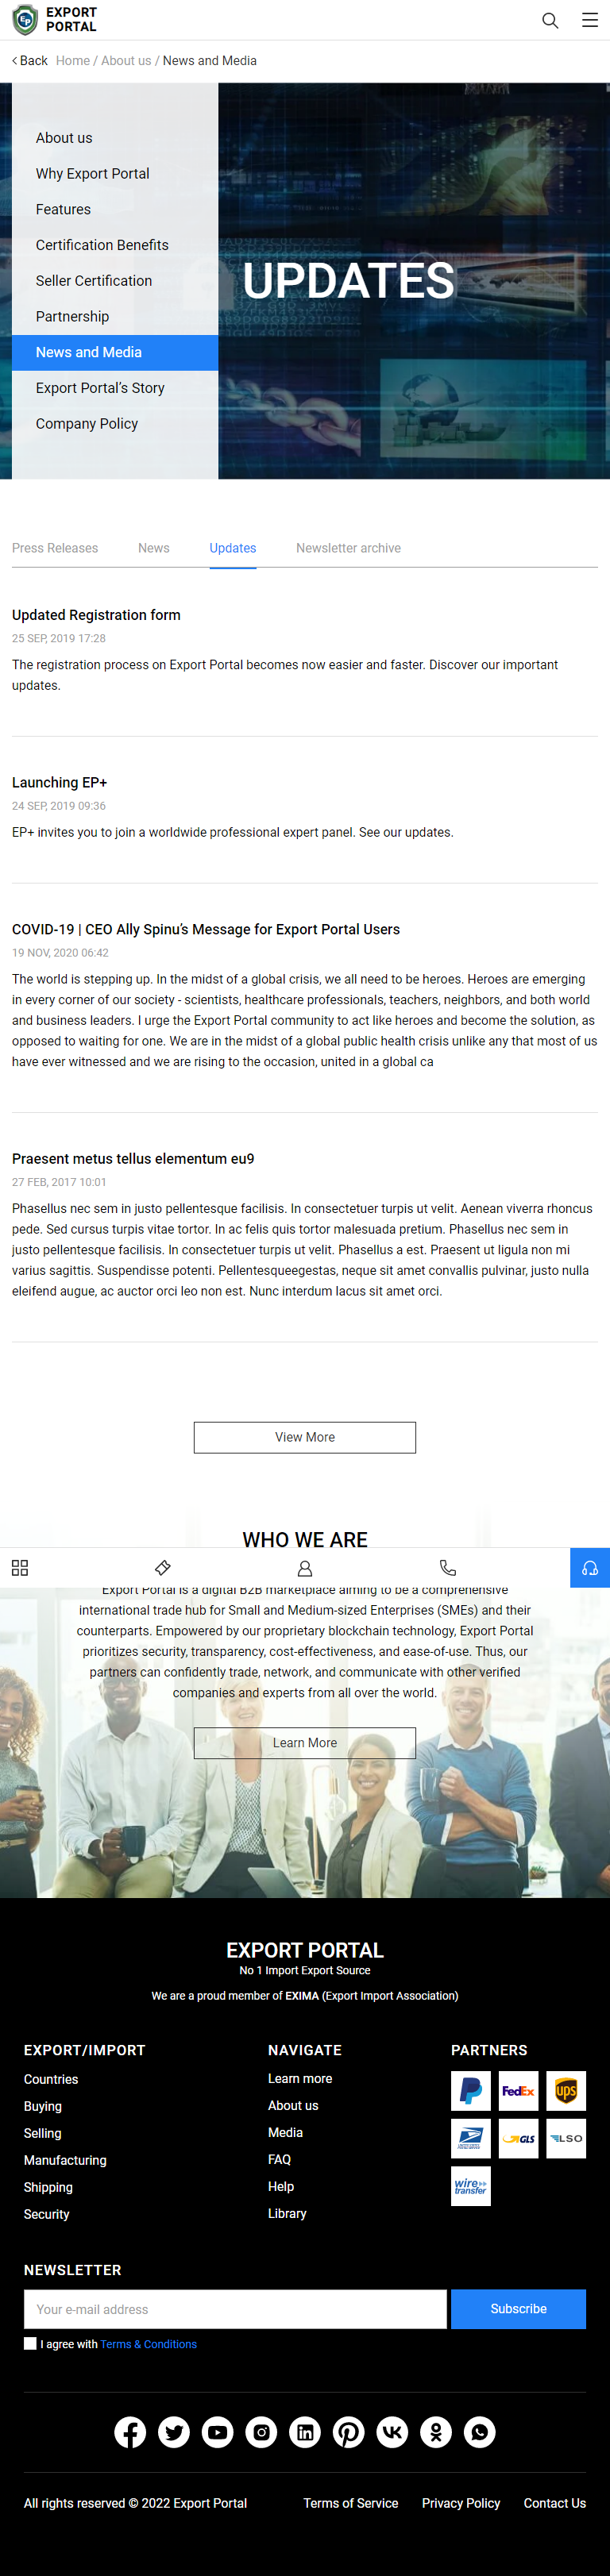 EXPORT
PORTAL
Back Home / About us / News and Media
About us
Why Export Portal
Features
Certification Benefits
Seller Certification
Partnership
News and Media
Export Portal’s Story
Company Policy
UPDATES
Press Releases News Updates Newsletter archive
Updated Registration form
25 SEP, 2019 17:28
The registration process on Export Portal becomes now easier and faster. Discover our important
updates.
Launching EP+
24 SEP, 2019 09:36
EP+ invites you to join a worldwide professional expert panel. See our updates.
COVID-19 | CEO Ally Spinu’s Message for Export Portal Users
19 NOV, 2020 06:42
The world is stepping up. In the midst of a global crisis, we all need to be heroes. Heroes are emerging
in every corner of our society - scientists, healthcare professionals, teachers, neighbors, and both world
and business leaders. I urge the Export Portal community to act like heroes and become the solution, as
opposed to waiting for one. We are in the midst of a global public health crisis unlike any that most of us
have ever witnessed and we are rising to the occasion, united in a global ca
Praesent metus tellus elementum eu9
27 FEB, 2017 10:01
Phasellus nec sem in justo pellentesque facilisis. In consectetuer turpis ut velit. Aenean viverra rhoncus
pede. Sed cursus turpis vitae tortor. In ac felis quis tortor malesuada pretium. Phasellus nec sem in
justo pellentesque facilisis. In consectetuer turpis ut velit. Phasellus a est. Praesent ut ligula non mi
varius sagittis. Suspendisse potenti. Pellentesqueegestas, neque sit amet convallis pulvinar, justo nulla
eleifend augue, ac auctor orci leo non est. Nunc interdum lacus sit amet orci.
View More
WHO WE ARE
Export Portal is a digital B2B marketplace aiming to be a comprehensive
international trade hub for Small and Medium-sized Enterprises (SMEs) and their
counterparts. Empowered by our proprietary blockchain technology, Export Portal
prioritizes security, transparency, cost-effectiveness, and ease-of-use. Thus, our
partners can confidently trade, network, and communicate with other verified
companies and experts from all over the world.
Learn More
EXPORT PORTAL
No 1 Import Export Source
We are a proud member of EXIMA (Export Import Association)
EXPORT/IMPORT
Countries
Buying
Selling
Manufacturing
Shipping
Security
NAVIGATE
Learn more
About us
Media
FAQ
Help
Library
PARTNERS
FedEx
ups
GLS
LSO
wire
transfer
NEWSLETTER
Your e-mail address
Subscribe
I agree with Terms & Conditions
All rights reserved © 2022 Export Portal Terms of Service Privacy Policy Contact Us